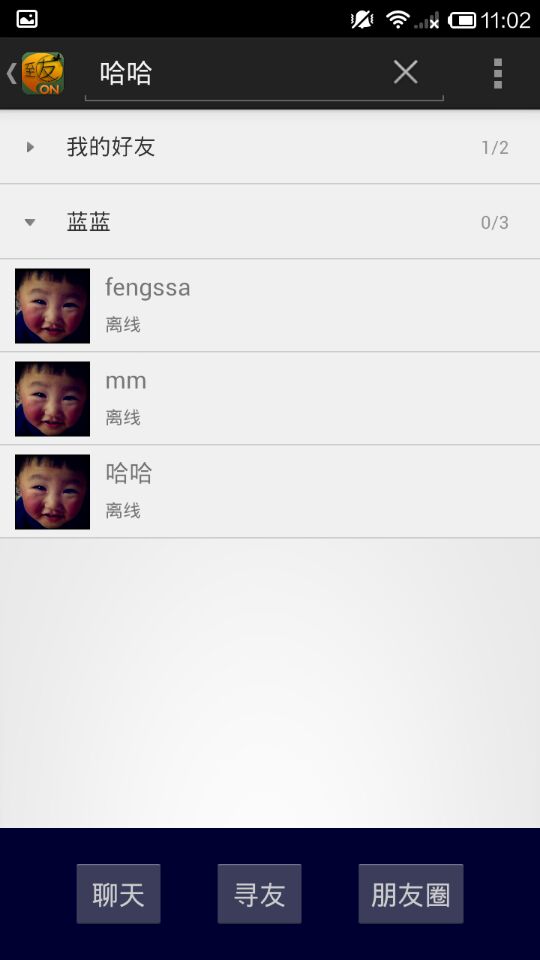 11:02
至友
ON
哈哈
我的好友 1/2
蓝蓝 0/3
fengssa
离线
mm
离线
哈哈
离线
聊天 寻友 朋友圈